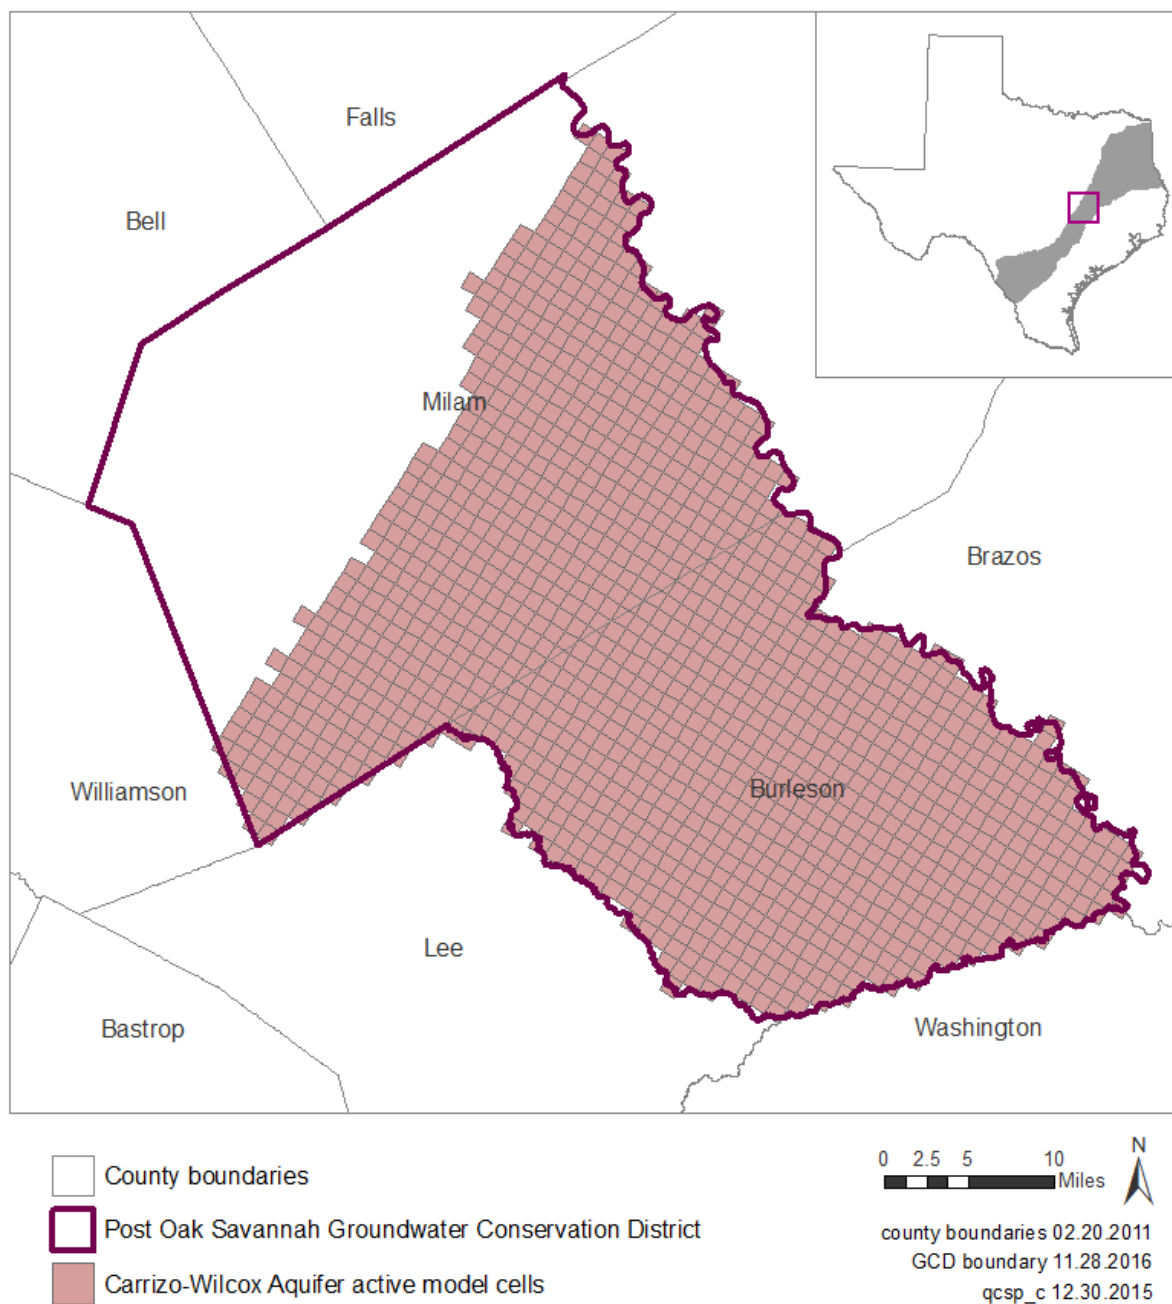 Falls
Bell
Milam
Brazos
Williamson
Burleson
Lee
Bastrop
Washington
County boundaries
Post Oak Savannah Groundwater Conservation District
Carrizo-Wilcox Aquifer active model cells
0 2.5 5 10
Miles
N
county boundaries 02.20.2011
GCD boundary 11.28.2016
qcsp_c 12.30.2015